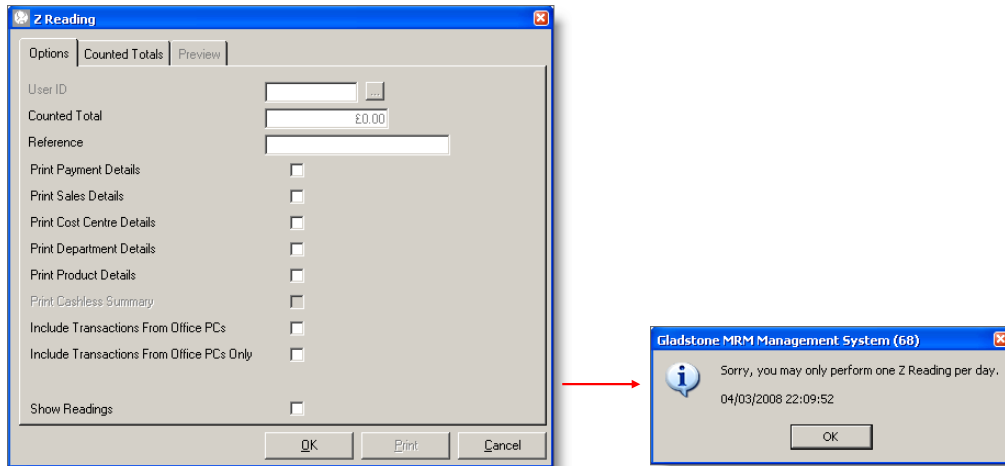 Z Reading
Options Counted Totals Preview
User ID ...
Counted Total £0.00
Reference
Print Payment Details
Print Sales Details
Print Cost Centre Details
Print Department Details
Print Product Details
Print Cashless Summary
Include Transactions From Office PCs
Include Transactions From Office PCs Only
Show Readings
OK Print Cancel
Gladstone MRM Management System (68)
Sorry, you may only perform one Z Reading per day.
04/03/2008 22:09:52
OK